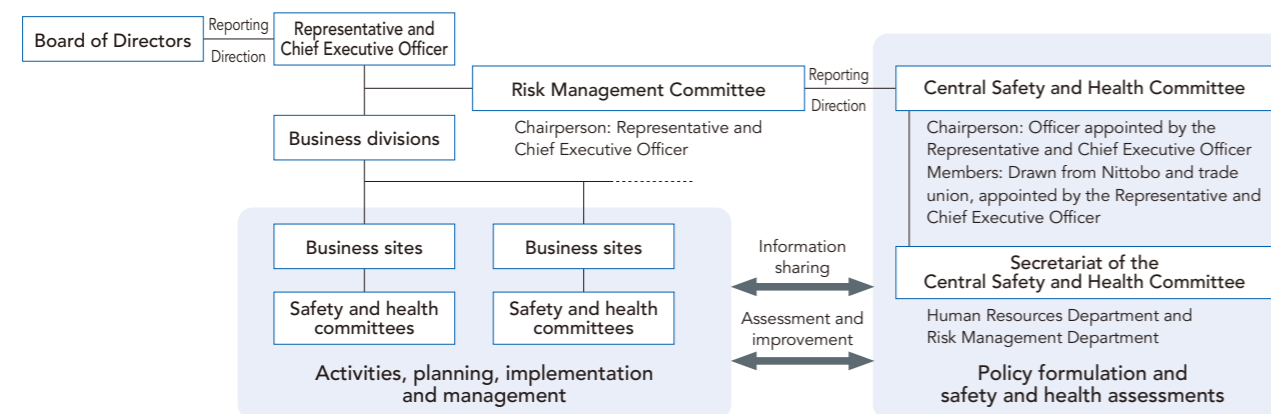 Board of Directors
Reporting
Direction
Representative and
Chief Executive Officer
Risk Management Committee
Chairperson: Representative and
Chief Executive Officer
Reporting
Direction
Central Safety and Health Committee
Chairperson: Officer appointed by the
Representative and Chief Executive Officer
Members: Drawn from Nittobo and trade
union, appointed by the Representative and
Chief Executive Officer
Business divisions
Business sites
Safety and health
committees
Business sites
Safety and health
committees
Activities, planning, implementation
and management
Information
sharing
Assessment and
improvement
Secretariat of the
Central Safety and Health Committee
Human Resources Department and
Risk Management Department
Policy formulation and
safety and health assessments